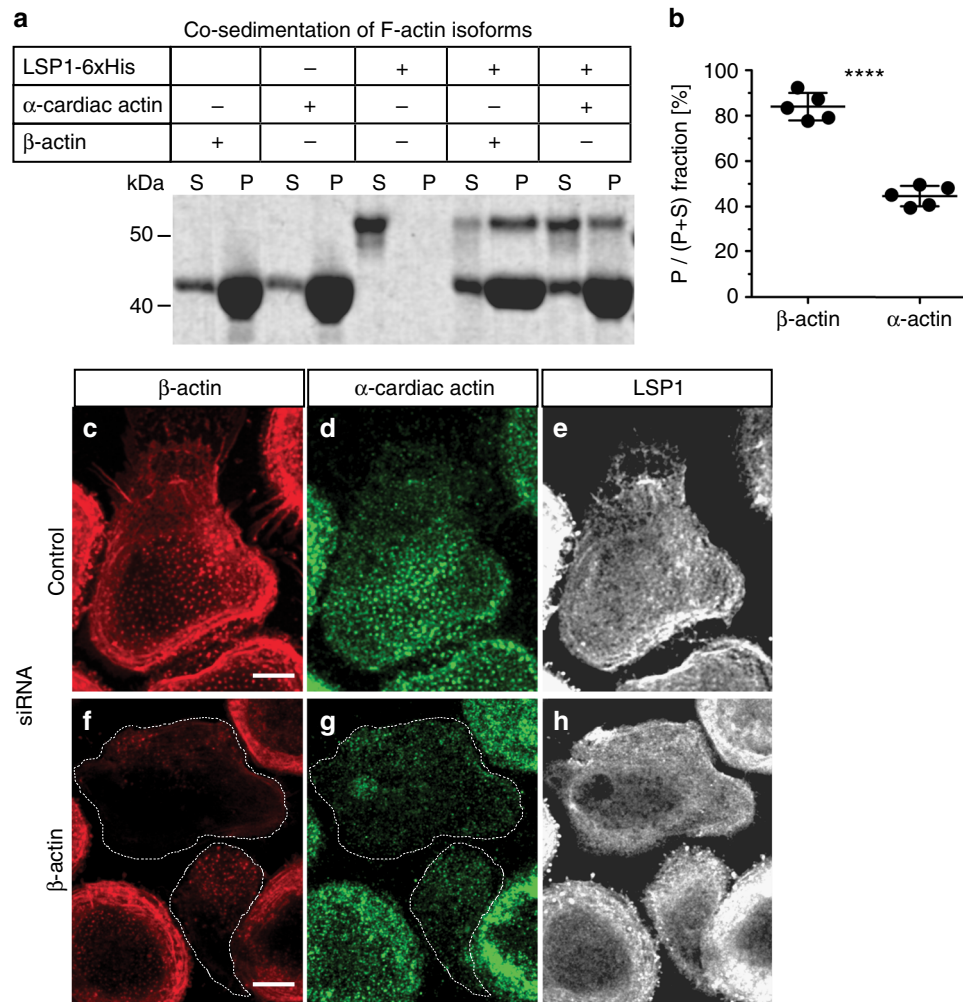 a
Co-sedimentation of F-actin isoforms
LSP1-6xHis – + + +
α-cardiac actin – + – – +
β-actin + – – + –
kDa S P S P S P S P S P
50
40
b
P / (P+S) fraction [%]
100
80
60
40
20
0
****
β-actin α-actin
β-actin α-cardiac actin LSP1
siRNA
Control
c d e
β-actin
f g h